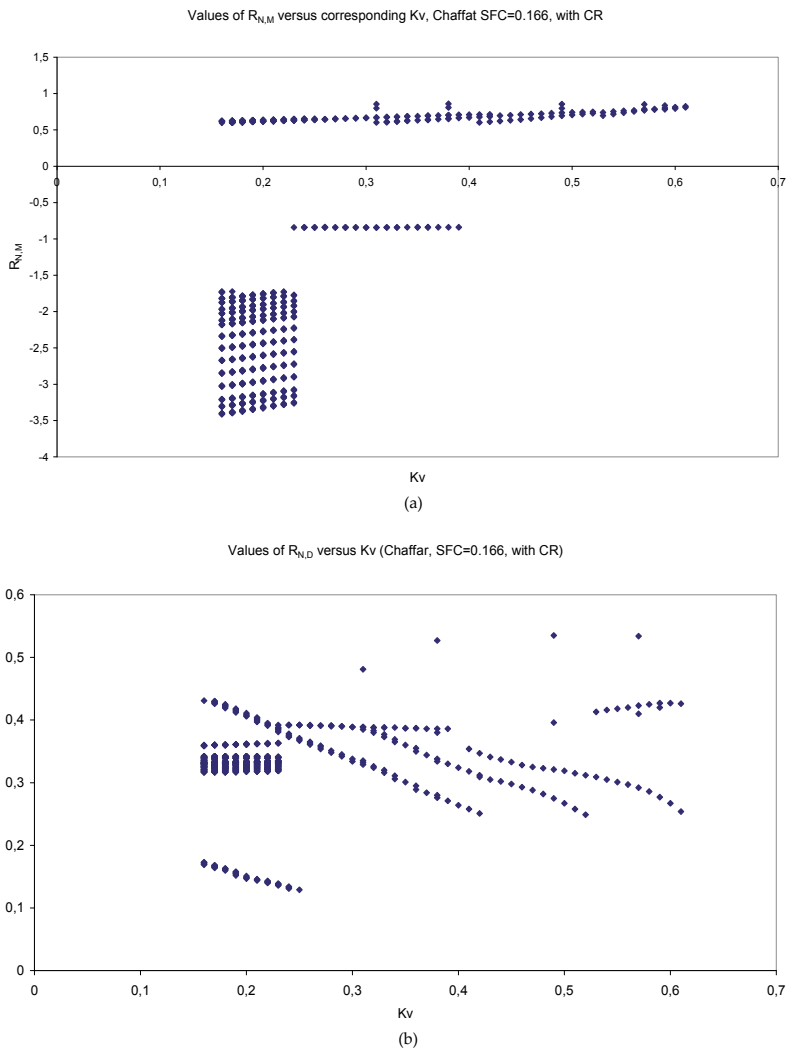 Values of R_N,M versus corresponding Kv, Chaffat SFC=0.166, with CR
1,5
1
0,5
0
0 0,1 0,2 0,3 0,4 0,5 0,6 0,7
-0,5
-1
-1,5
-2
-2,5
-3
-3,5
-4
R_N,M
Kv
(a)
Values of R_N,D versus Kv (Chaffar, SFC=0.166, with CR)
0,6
0,5
0,4
0,3
0,2
0,1
0
0 0,1 0,2 0,3 0,4 0,5 0,6 0,7
Kv
(b)